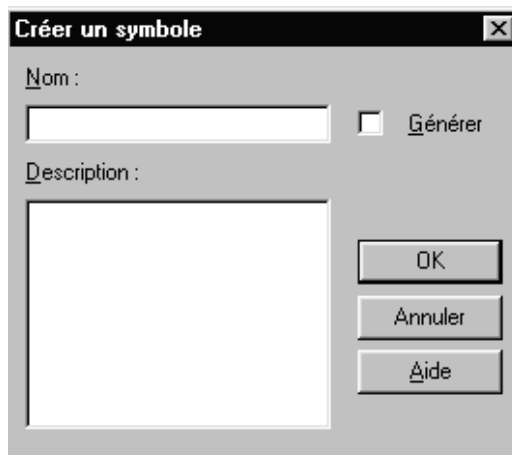 Créer un symbole
Nom :
Générer
Description :
OK
Annuler
Aide